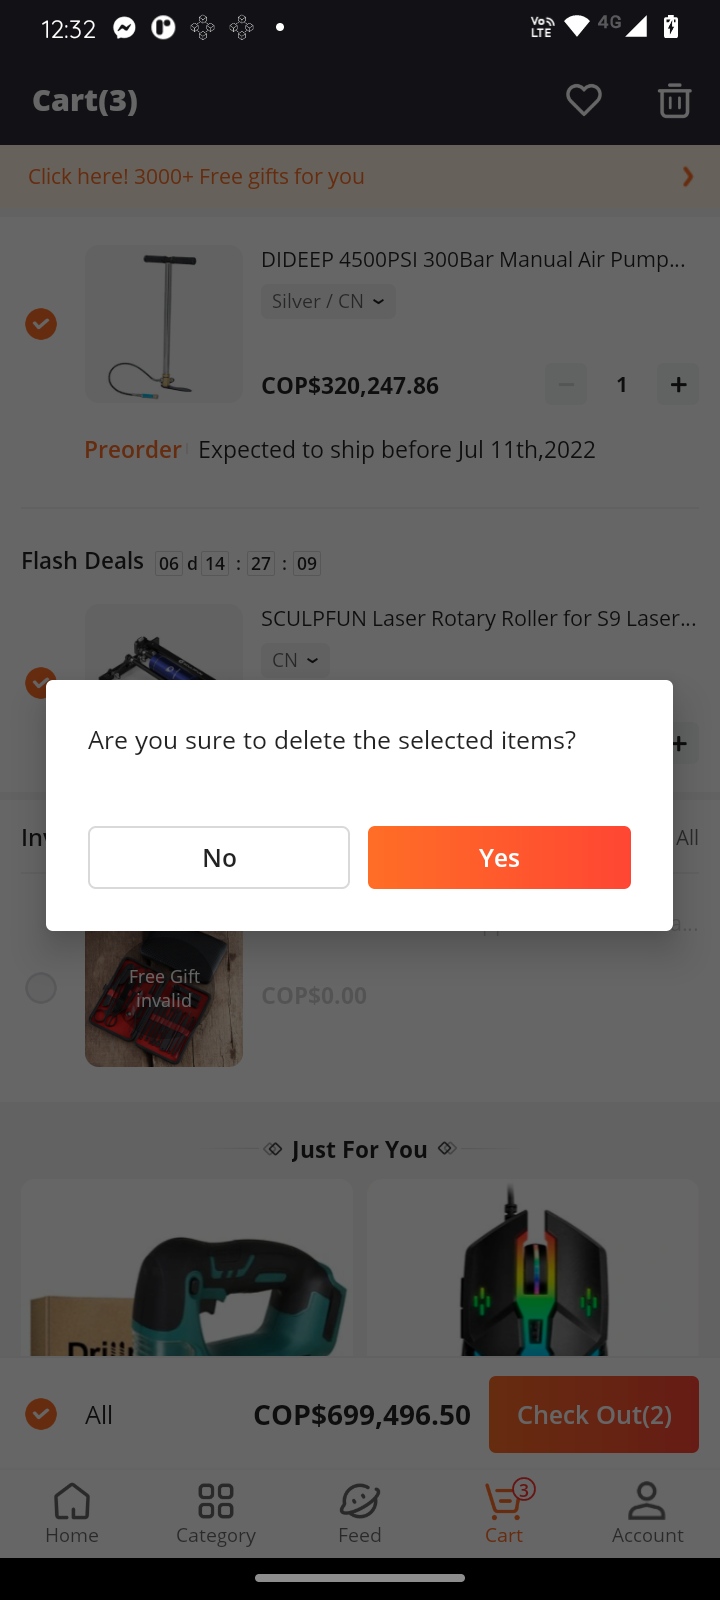 12:32
Vo LTE
4G
Cart(3)
Click here! 3000+ Free gifts for you
DIDEEP 4500PSI 300Bar Manual Air Pump...
Silver / CN
COP$320,247.86
1
Preorder
Expected to ship before Jul 11th,2022
Flash Deals 06 d 14 : 27 : 09
SCULPFUN Laser Rotary Roller for S9 Laser...
CN
Are you sure to delete the selected items?
No
Yes
All
Free Gift
invalid
COP$0.00
Just For You
All
COP$699,496.50
Check Out(2)
Home
Category
Feed
3
Cart
Account